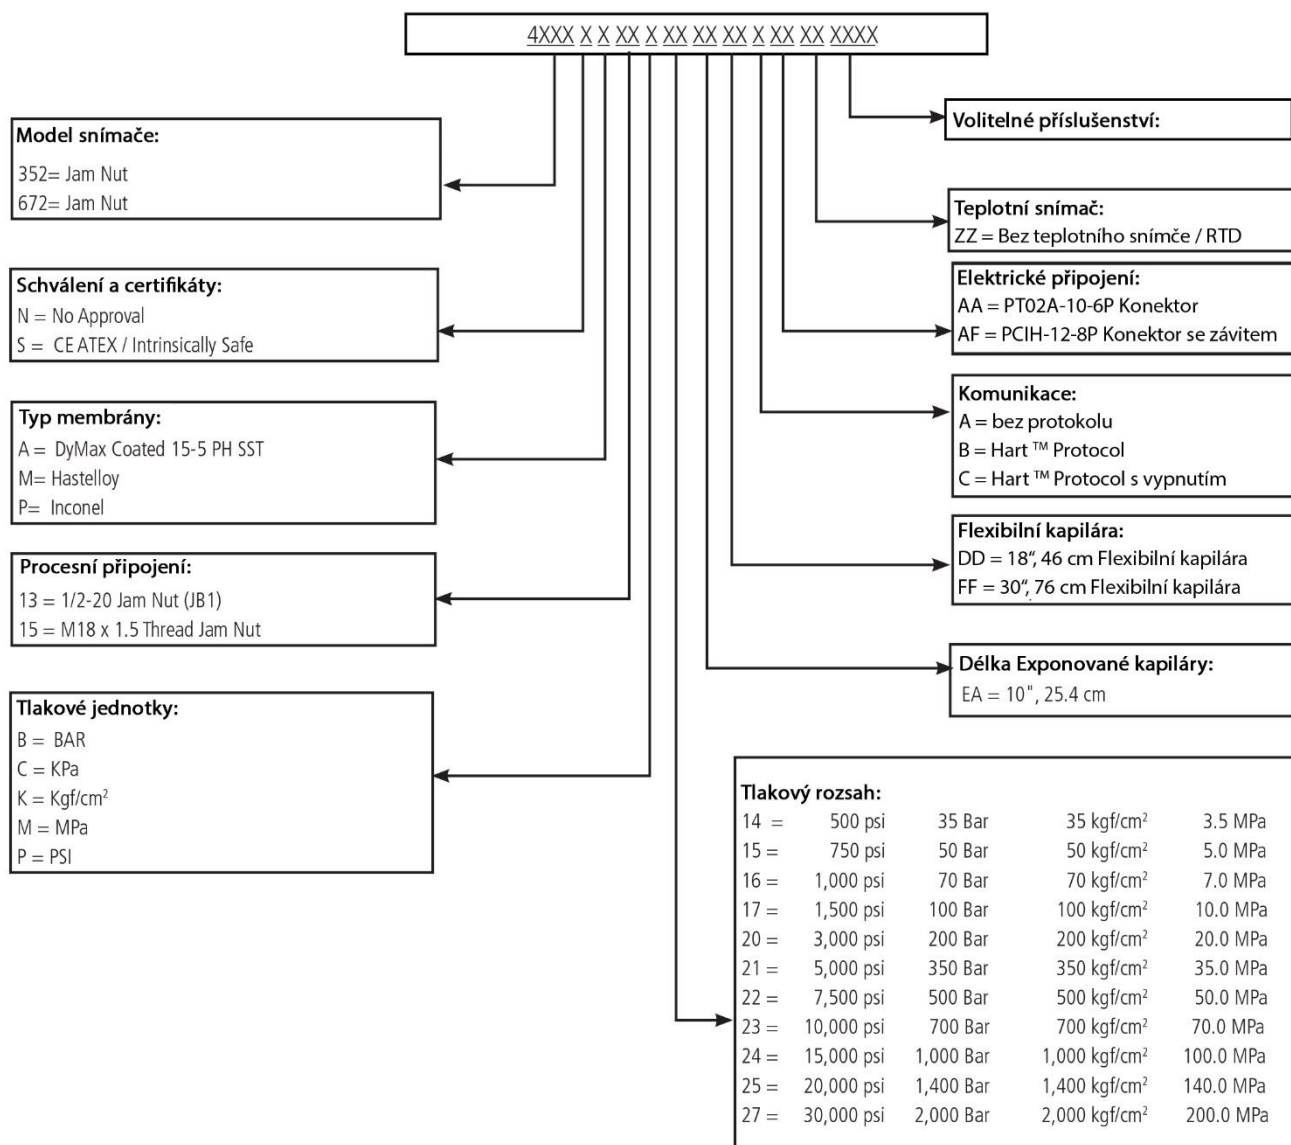 4XXX X X XX X XX XX XX X XX XX XXXX
Model snímače:
352= Jam Nut
672= Jam Nut
Schválení a certifikáty:
N = No Approval
S = CE ATEX / Intrinsically Safe
Typ membrány:
A = DyMax Coated 15-5 PH SST
M= Hastelloy
P= Inconel
Procesní připojení:
13 = 1/2-20 Jam Nut (JB1)
15 = M18 x 1.5 Thread Jam Nut
Tlakové jednotky:
B = BAR
C = KPa
K = Kgf/cm²
M = MPa
P = PSI
Volitelné příslušenství:
Teplotní snímač:
ZZ = Bez teplotního snímče / RTD
Elektrické připojení:
AA = PT02A-10-6P Konektor
AF = PCIH-12-8P Konektor se závitem
Komunikace:
A = bez protokolu
B = Hart ™ Protocol
C = Hart ™ Protocol s vypnutím
Flexibilní kapilára:
DD = 18“, 46 cm Flexibilní kapilára
FF = 30“, 76 cm Flexibilní kapilára
Délka Exponované kapiláry:
EA = 10", 25.4 cm
Tlakový rozsah:
14 = 500 psi 35 Bar 35 kgf/cm² 3.5 MPa
15 = 750 psi 50 Bar 50 kgf/cm² 5.0 MPa
16 = 1,000 psi 70 Bar 70 kgf/cm² 7.0 MPa
17 = 1,500 psi 100 Bar 100 kgf/cm² 10.0 MPa
20 = 3,000 psi 200 Bar 200 kgf/cm² 20.0 MPa
21 = 5,000 psi 350 Bar 350 kgf/cm² 35.0 MPa
22 = 7,500 psi 500 Bar 500 kgf/cm² 50.0 MPa
23 = 10,000 psi 700 Bar 700 kgf/cm² 70.0 MPa
24 = 15,000 psi 1,000 Bar 1,000 kgf/cm² 100.0 MPa
25 = 20,000 psi 1,400 Bar 1,400 kgf/cm² 140.0 MPa
27 = 30,000 psi 2,000 Bar 2,000 kgf/cm² 200.0 MPa